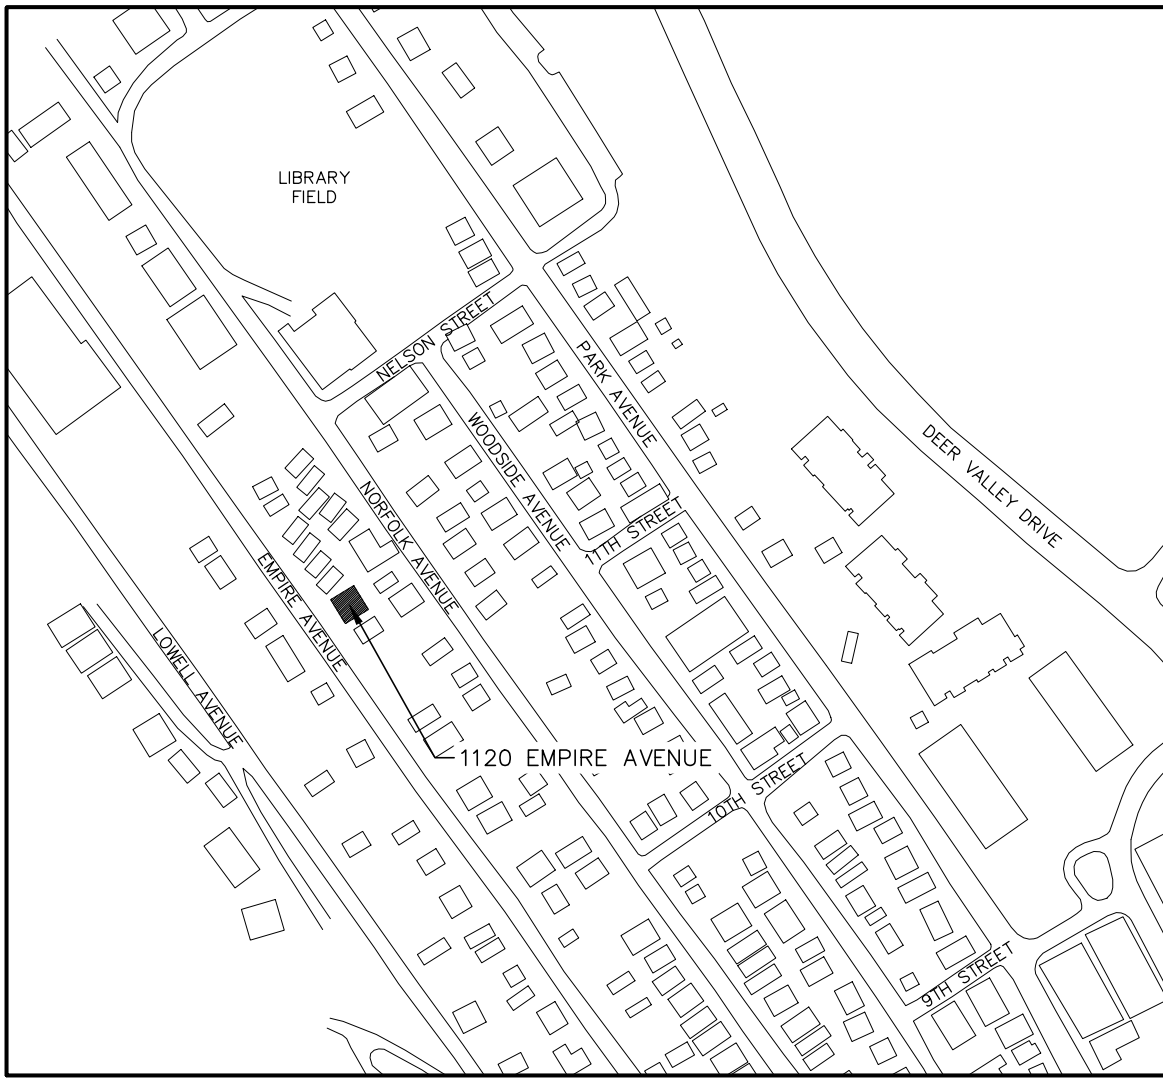 LIBRARY
FIELD
NELSON STREET
PARK AVENUE
WOODSIDE AVENUE
DEER VALLEY DRIVE
NORFOLK AVENUE
11TH STREET
EMPIRE AVENUE
LOWELL AVENUE
1120 EMPIRE AVENUE
10TH STREET
9TH STREET